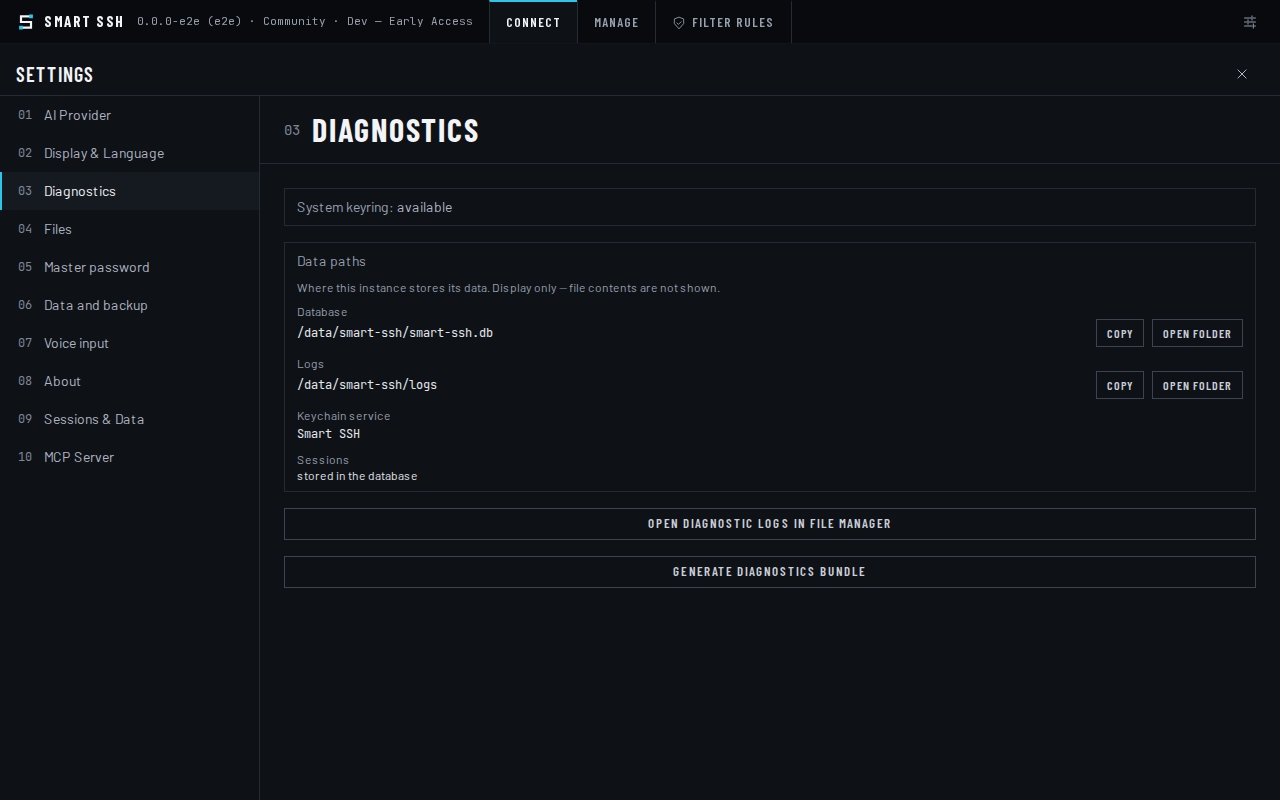 SMART SSH 0.0.0-e2e (e2e) · Community · Dev — Early Access CONNECT MANAGE FILTER RULES
SETTINGS
01 AI Provider
02 Display & Language
03 Diagnostics
04 Files
05 Master password
06 Data and backup
07 Voice input
08 About
09 Sessions & Data
10 MCP Server
03 DIAGNOSTICS
System keyring: available
Data paths
Where this instance stores its data. Display only — file contents are not shown.
Database
/data/smart-ssh/smart-ssh.db COPY OPEN FOLDER
Logs
/data/smart-ssh/logs COPY OPEN FOLDER
Keychain service
Smart SSH
Sessions
stored in the database
OPEN DIAGNOSTIC LOGS IN FILE MANAGER
GENERATE DIAGNOSTICS BUNDLE